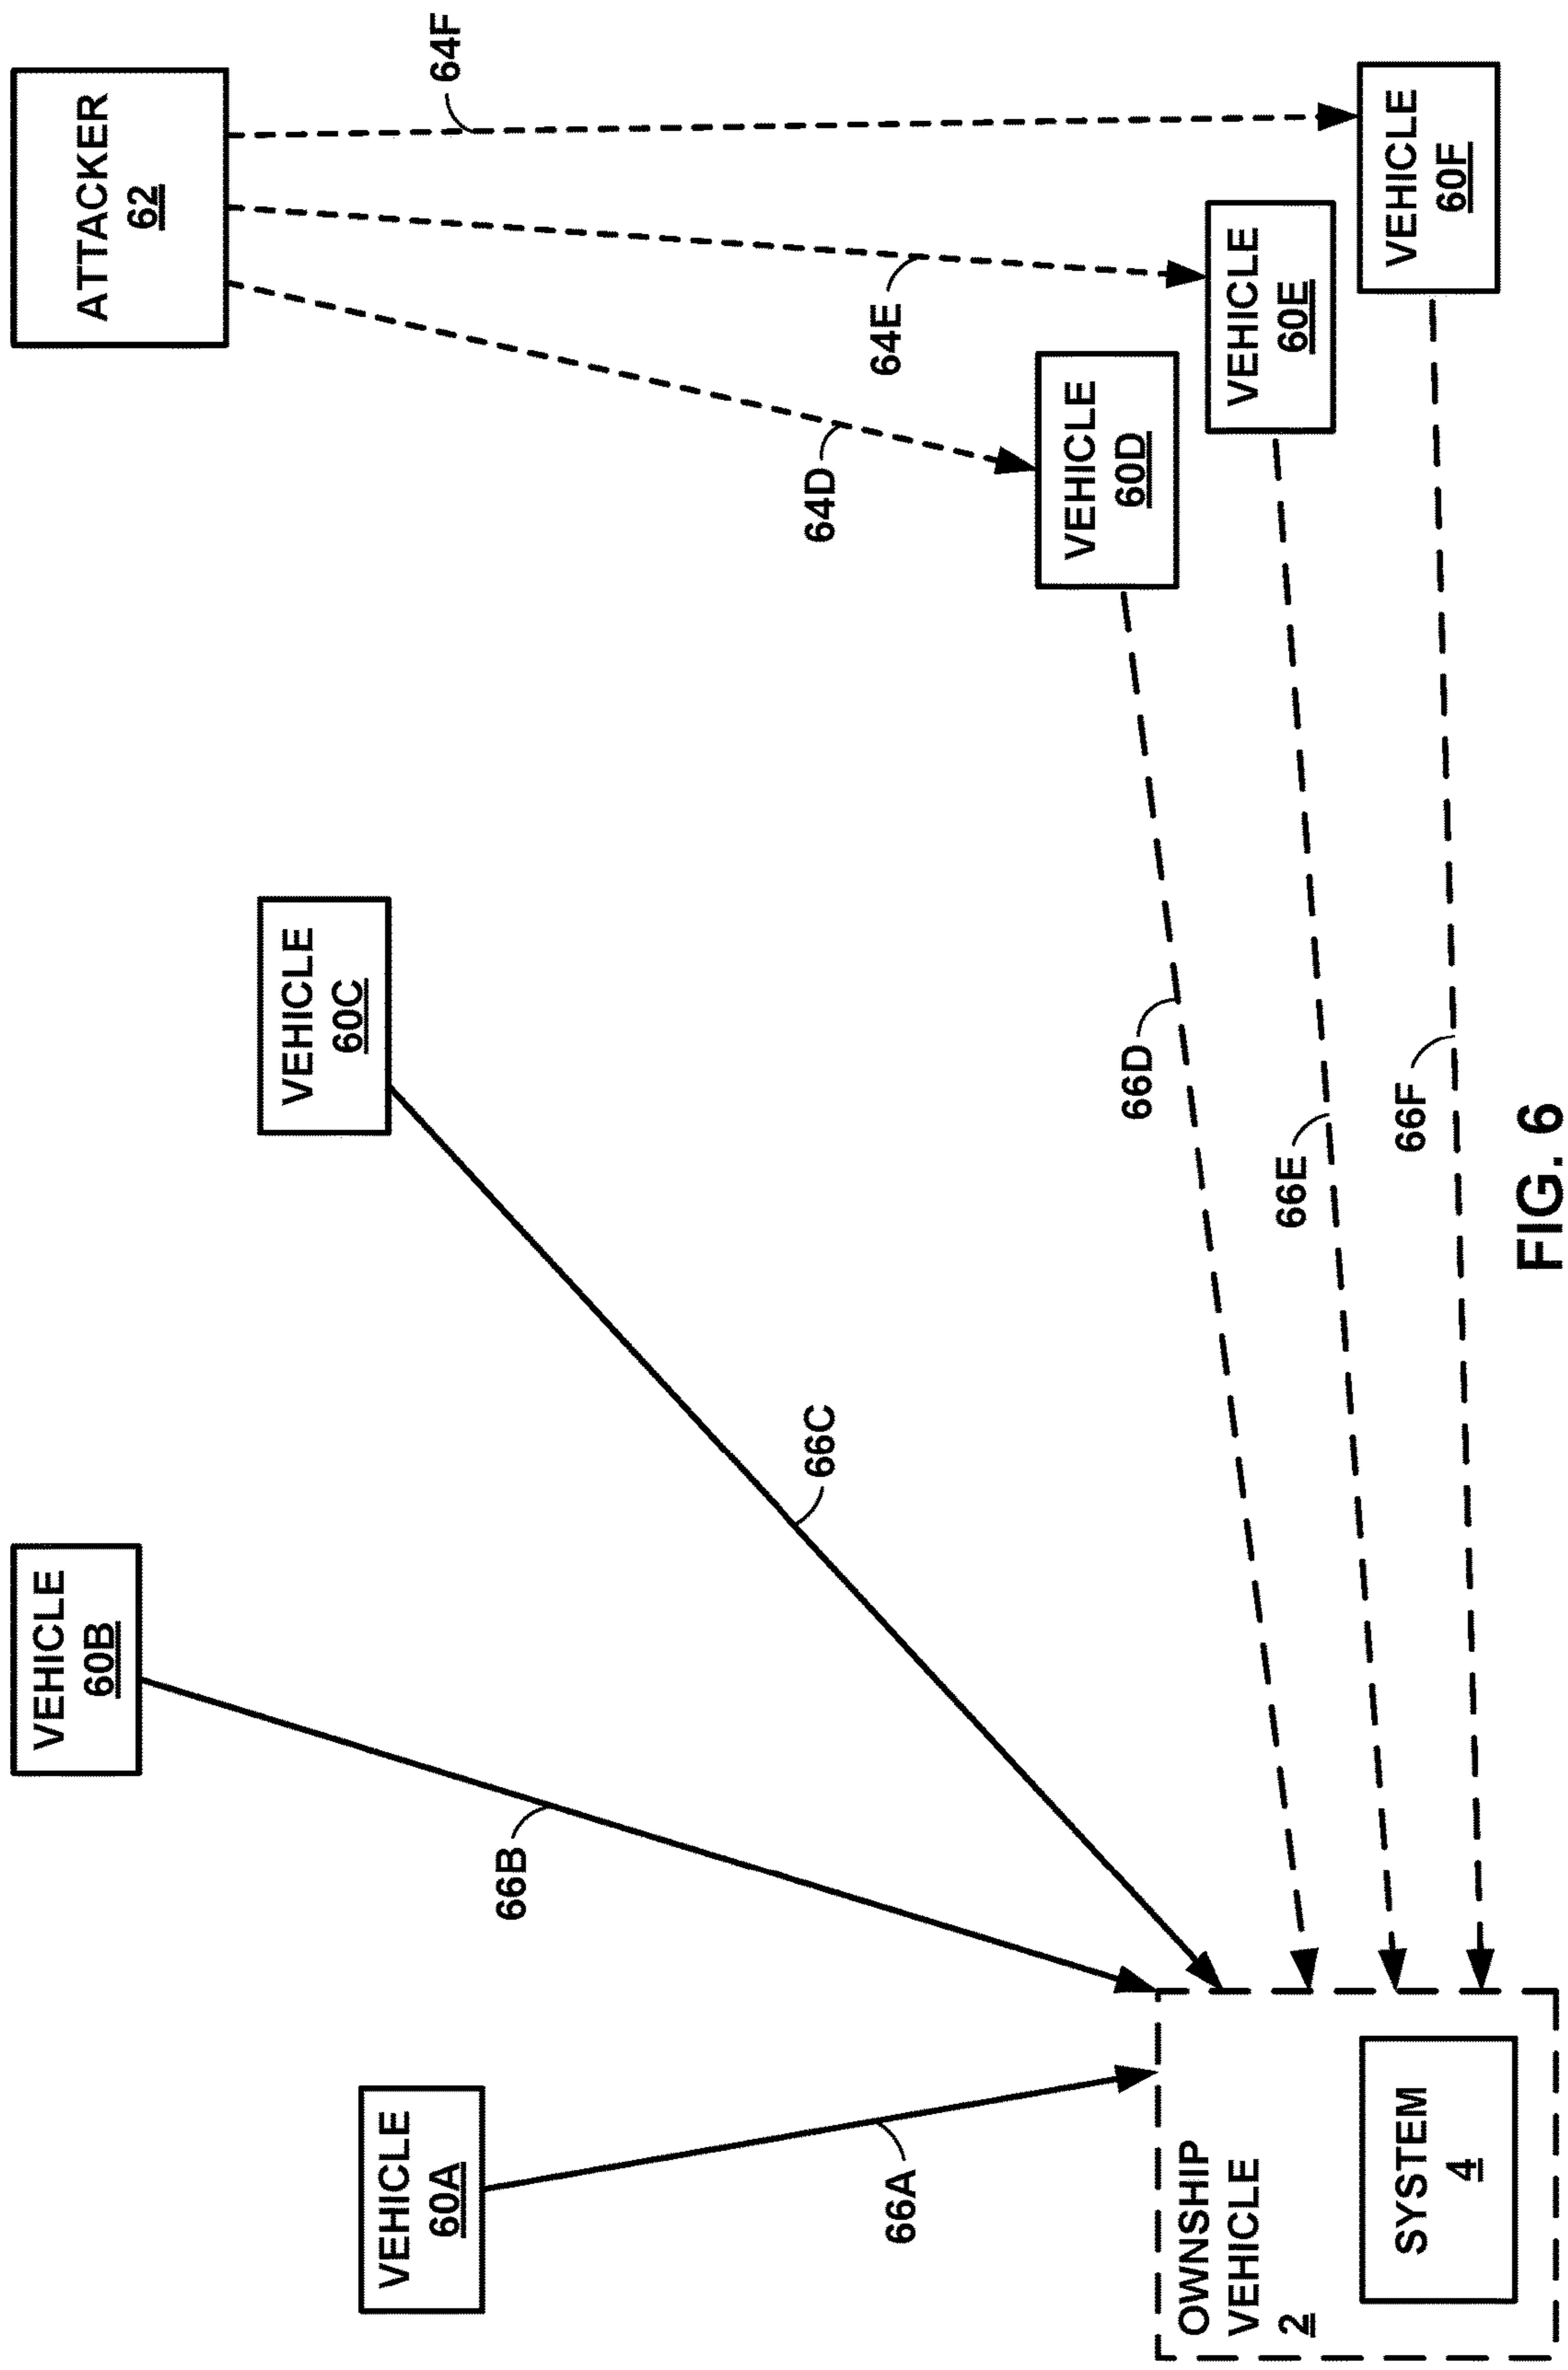 VEHICLE
60B
ATTACKER
62
64F
VEHICLE
60C
VEHICLE
60A
66B
66C
64D
64E
66A
VEHICLE
60D
66D
VEHICLE
60E
66E
VEHICLE
60F
66F
OWNSHIP
VEHICLE
2
SYSTEM
4
FIG. 6